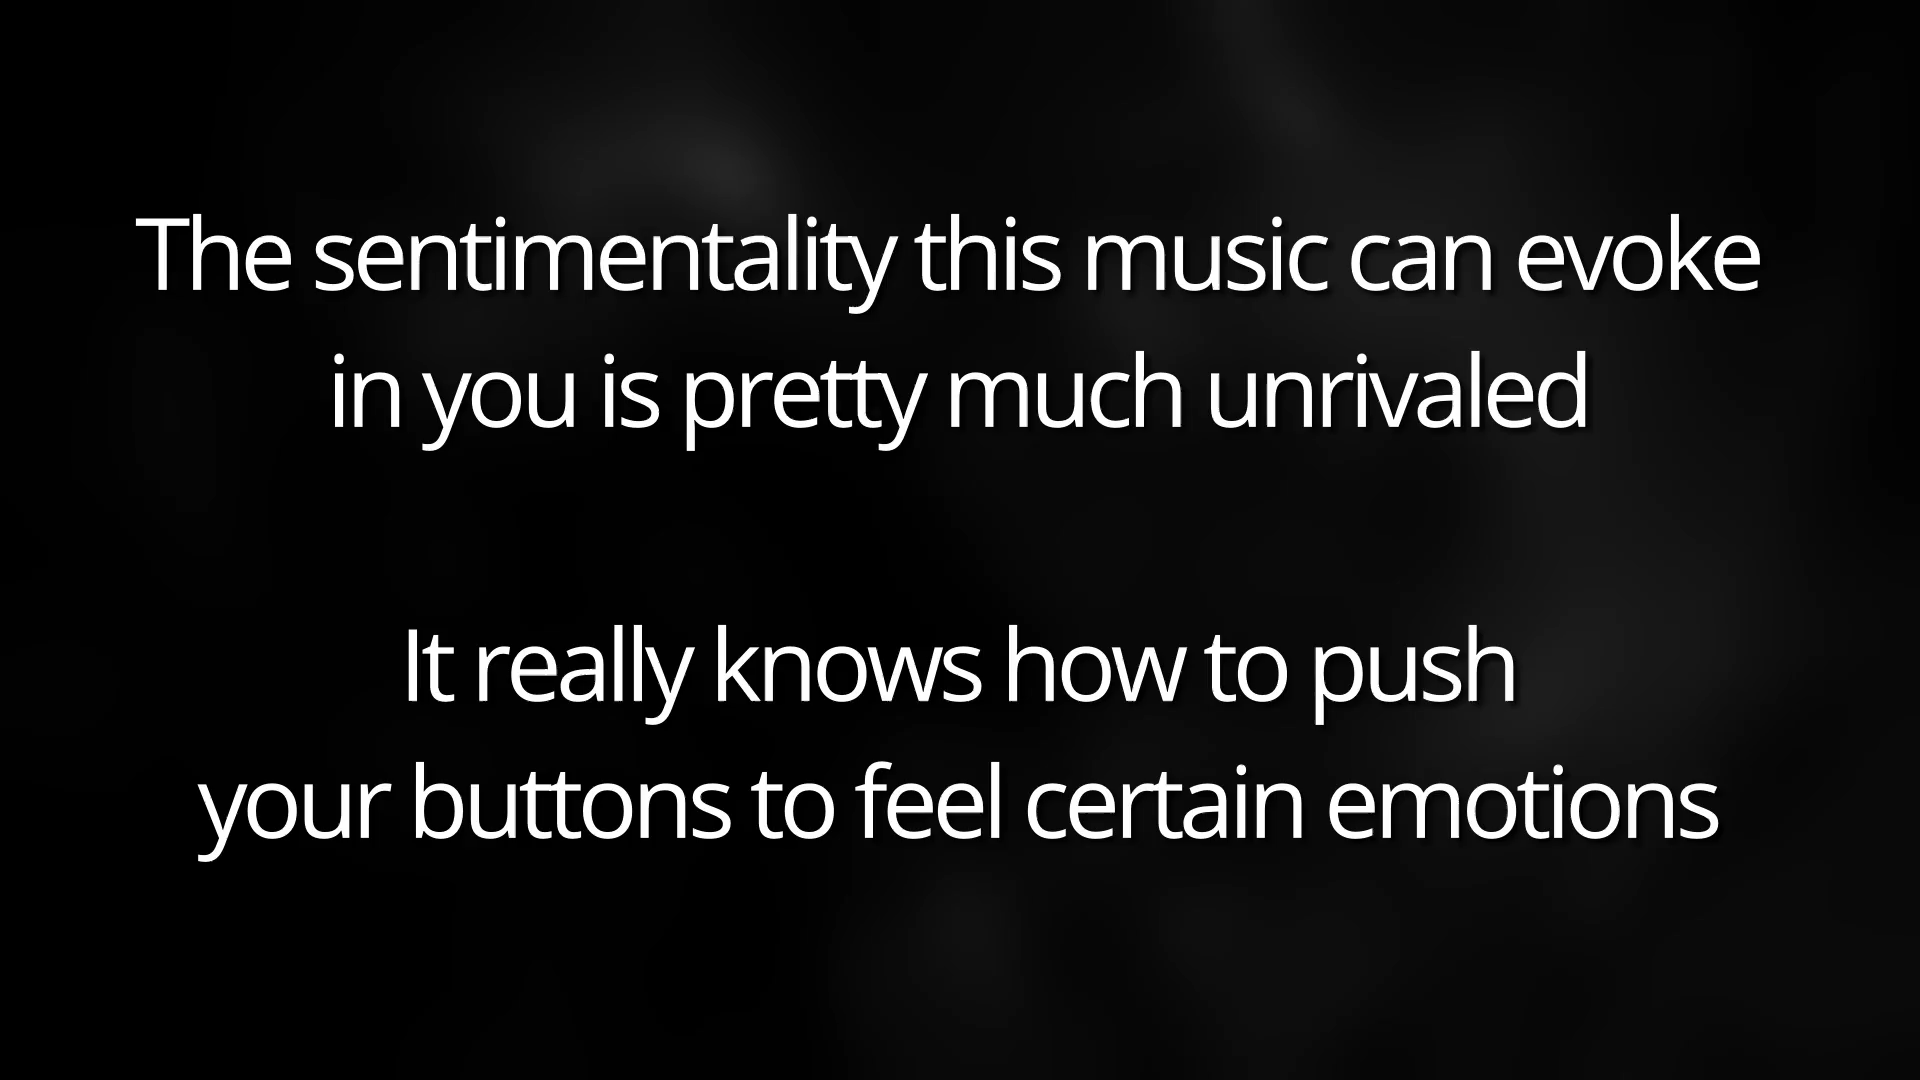 The sentimentality this music can evoke
in you is pretty much unrivaled
It really knows how to push
your buttons to feel certain emotions